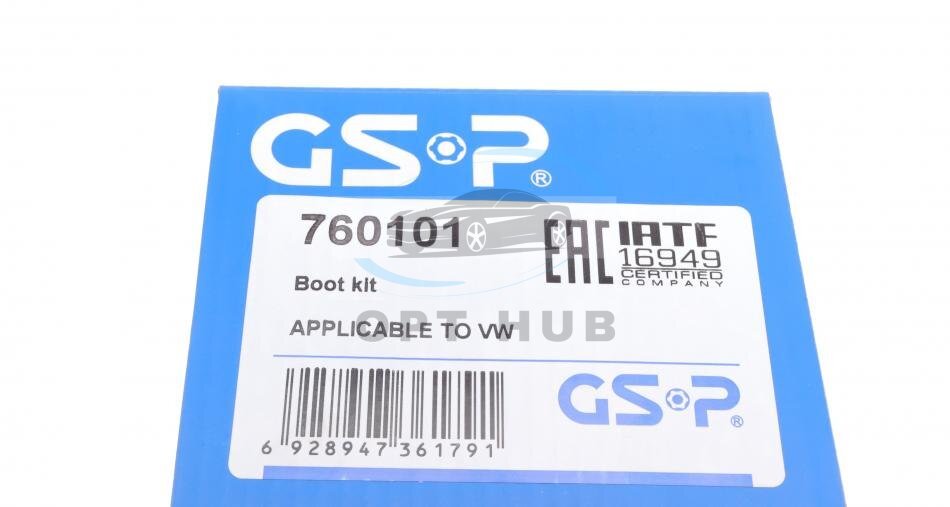 GSP®
760101
EAC
IATF
16949
CERTIFIED
COMPANY
Boot kit
APPLICABLE TO VW
OPT HUB
GSP®
6 928947 361791